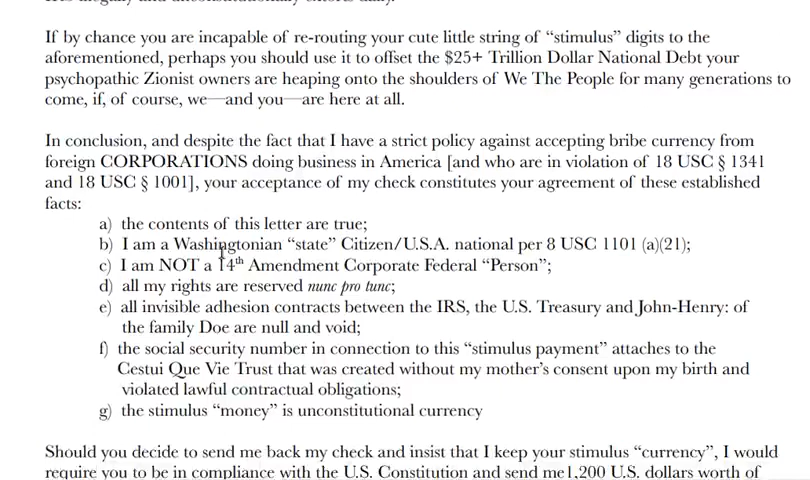 If by chance you are incapable of re-routing your cute little string of “stimulus” digits to the
aforementioned, perhaps you should use it to offset the $25+ Trillion Dollar National Debt your
psychopathic Zionist owners are heaping onto the shoulders of We The People for many generations to
come, if, of course, we—and you—are here at all.
In conclusion, and despite the fact that I have a strict policy against accepting bribe currency from
foreign CORPORATIONS doing business in America [and who are in violation of 18 USC § 1341
and 18 USC § 1001], your acceptance of my check constitutes your agreement of these established
facts:
a) the contents of this letter are true;
b) I am a Washingtonian “state” Citizen/U.S.A. national per 8 USC 1101 (a)(21);
c) I am NOT a 14th Amendment Corporate Federal “Person”;
d) all my rights are reserved nunc pro tunc;
e) all invisible adhesion contracts between the IRS, the U.S. Treasury and John-Henry: of
the family Doe are null and void;
f) the social security number in connection to this “stimulus payment” attaches to the
Cestui Que Vie Trust that was created without my mother’s consent upon my birth and
violated lawful contractual obligations;
g) the stimulus “money” is unconstitutional currency
Should you decide to send me back my check and insist that I keep your stimulus “currency”, I would
require you to be in compliance with the U.S. Constitution and send me1,200 U.S. dollars worth of